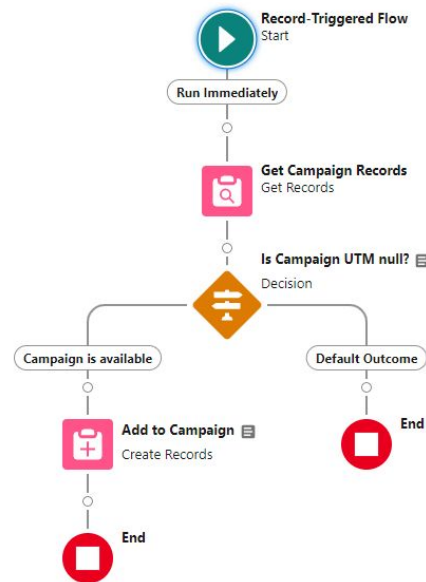 Record-Triggered Flow
Start
Run Immediately
Get Campaign Records
Get Records
Is Campaign UTM null?
Decision
Campaign is available
Default Outcome
Add to Campaign
Create Records
End
End